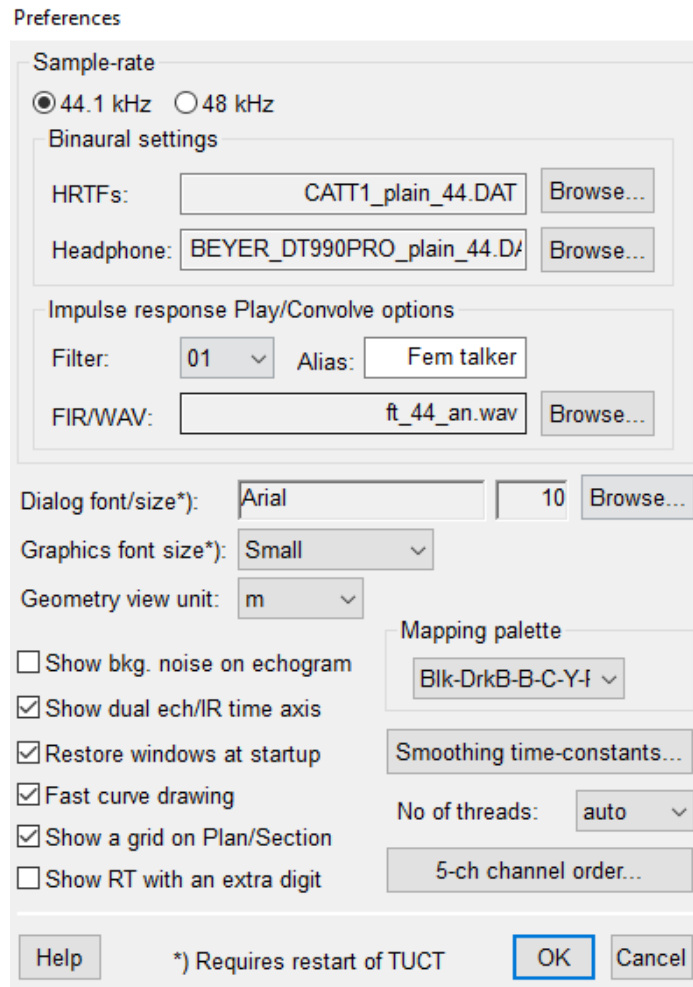 Preferences
Sample-rate
44.1 kHz 48 kHz
Binaural settings
HRTFs: CATT1_plain_44.DAT Browse...
Headphone: BEYER_DT990PRO_plain_44.DA Browse...
Impulse response Play/Convolve options
Filter: 01 Alias: Fem talker
FIR/WAV: ft_44_an.wav Browse...
Dialog font/size*): Arial 10 Browse...
Graphics font size*): Small
Geometry view unit: m
Mapping palette
Show bkg. noise on echogram
Blk-DrkB-B-C-Y-
Show dual ech/IR time axis
Restore windows at startup Smoothing time-constants...
Fast curve drawing
No of threads: auto
Show a grid on Plan/Section
Show RT with an extra digit 5-ch channel order...
Help *) Requires restart of TUCT OK Cancel